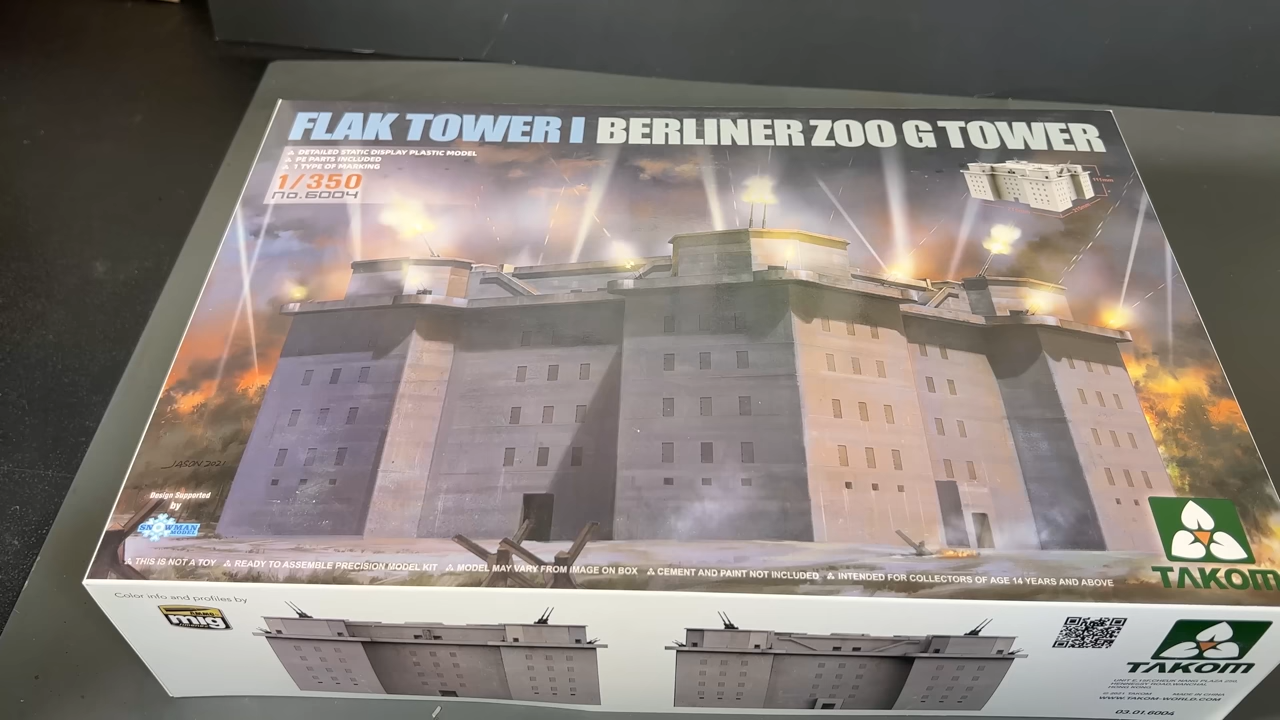 FLAK TOWER I BERLINER ZOO G TOWER
DETAILED STATIC DISPLAY PLASTIC MODEL
PE PARTS INCLUDED
1 TYPE OF MARKING
1/350
No.6004
JASON 2021
Design Supported
by
SNOWMAN
MODEL
THIS IS NOT A TOY READY TO ASSEMBLE PRECISION MODEL KIT MODEL MAY VARY FROM IMAGE ON BOX CEMENT AND PAINT NOT INCLUDED INTENDED FOR COLLECTORS OF AGE 14 YEARS AND ABOVE
TAKOM
Color info and profiles by
AMMO
mig
TAKOM
HONG KONG
© 2021 TAKOM MADE IN CHINA
WWW.TAKOM-WORLD.COM
03.01.6004